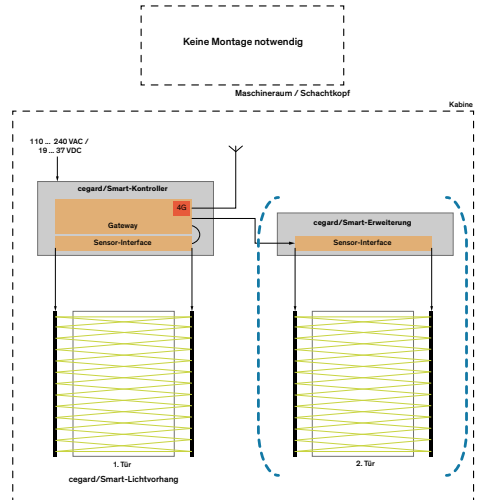 Keine Montage notwendig
Maschineraum / Schachtkopf
Kabine
110 ... 240 VAC /
19 ... 37 VDC
cegard/Smart-Kontroller
4G
Gateway
Sensor-Interface
cegard/Smart-Erweiterung
Sensor-Interface
1. Tür
2. Tür
cegard/Smart-Lichtvorhang